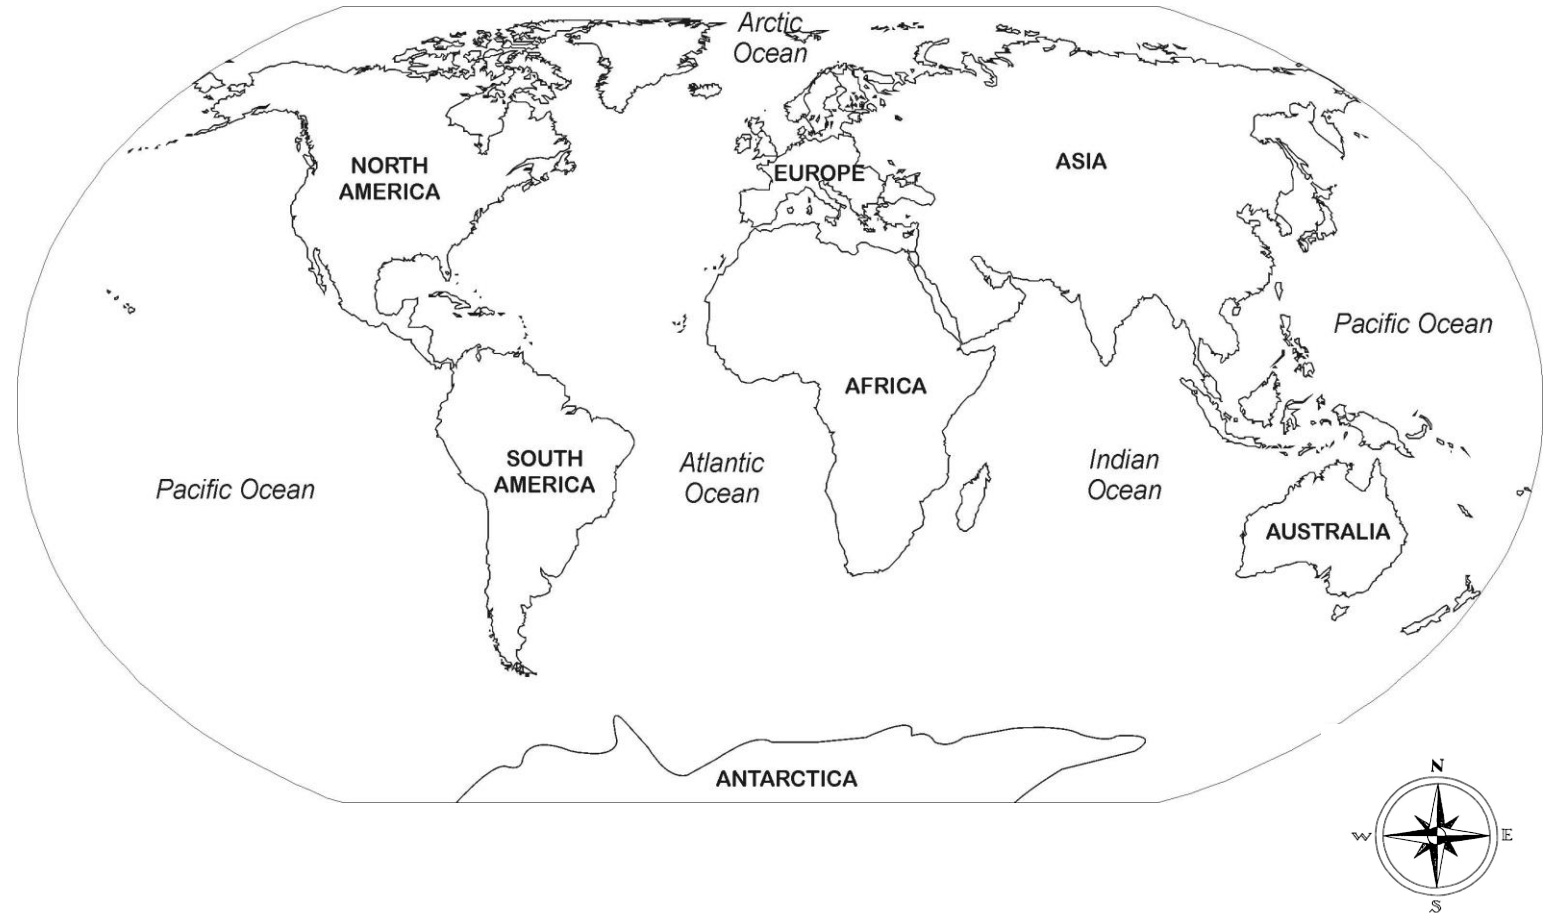 Arctic
Ocean
NORTH
AMERICA
EUROPE
ASIA
Pacific Ocean
AFRICA
SOUTH
AMERICA
Pacific Ocean
Atlantic
Ocean
Indian
Ocean
AUSTRALIA
ANTARCTICA
N
W
E
S